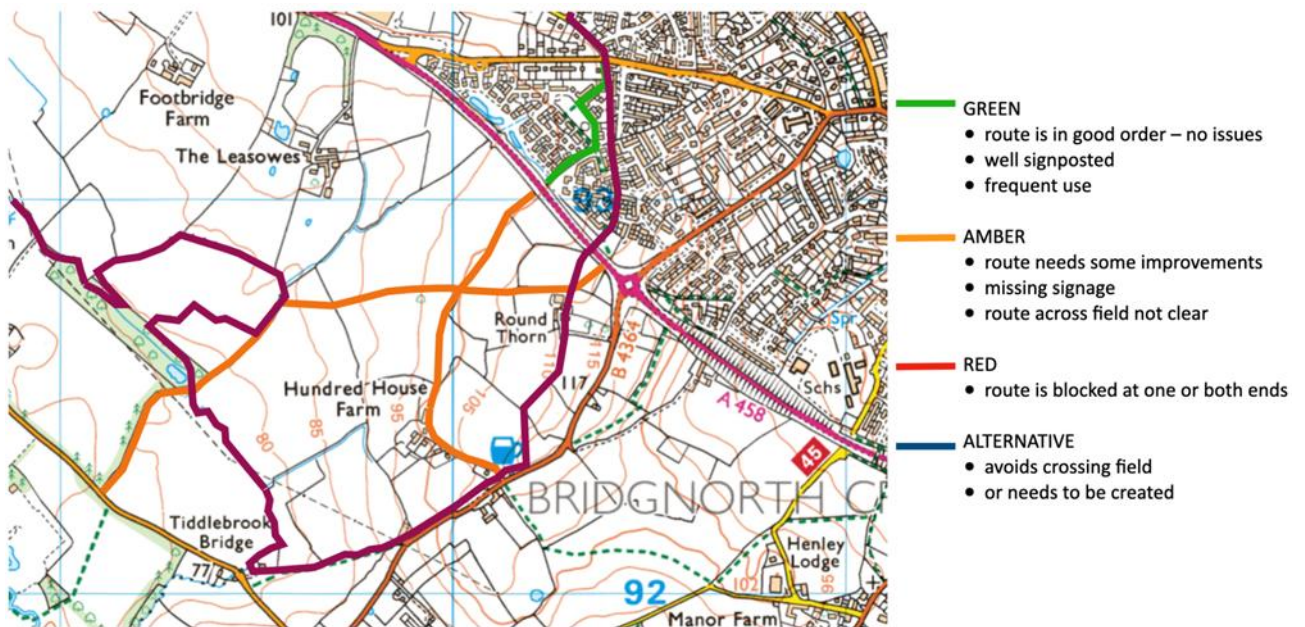 101
Footbridge
Farm
The Leasowes
93
Round
Thorn
110
115
B 4364
117
Spr
Schs
A 458
45
Hundred House
Farm
95
105
85
80
BRIDGNORTH C
Tiddlebrook
Bridge
77
92
Henley
Lodge
102
95
Manor Farm
GREEN
• route is in good order – no issues
• well signposted
• frequent use
AMBER
• route needs some improvements
• missing signage
• route across field not clear
RED
• route is blocked at one or both ends
ALTERNATIVE
• avoids crossing field
• or needs to be created